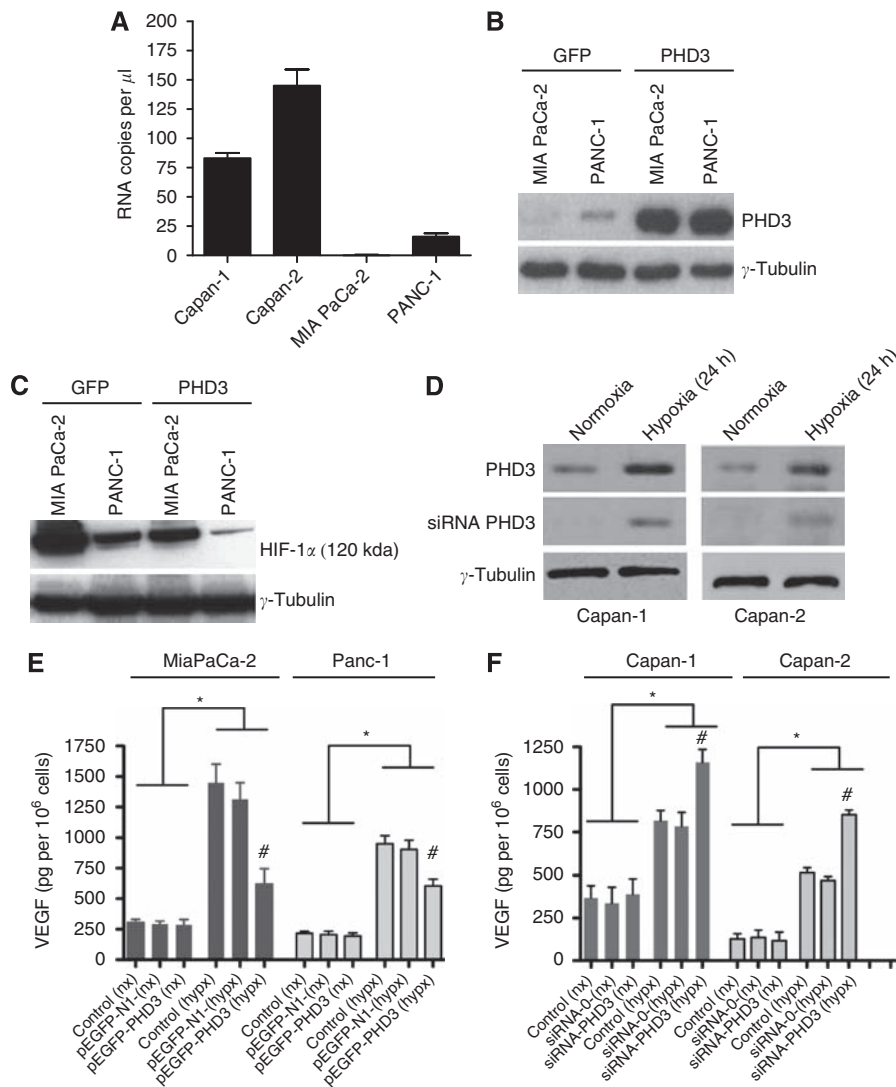 A
200
175
150
125
100
75
50
25
0
RNA copies per μl
Capan-1
Capan-2
MIA PaCa-2
PANC-1
B
GFP
PHD3
MIA PaCa-2
PANC-1
MIA PaCa-2
PANC-1
PHD3
γ-Tubulin
C
GFP
PHD3
MIA PaCa-2
PANC-1
MIA PaCa-2
PANC-1
HIF-1α (120 kda)
γ-Tubulin
D
Normoxia
Hypoxia (24 h)
Normoxia
Hypoxia (24 h)
PHD3
siRNA PHD3
γ-Tubulin
Capan-1
Capan-2
E
MiaPaCa-2
Panc-1
*
*
#
#
1750
1500
1250
1000
750
500
250
0
VEGF (pg per 10⁶ cells)
Control (nx)
pEGFP-N1-(nx)
pEGFP-PHD3 (nx)
Control (hypx)
pEGFP-N1-(hypx)
pEGFP-PHD3 (hypx)
Control (nx)
pEGFP-N1-(nx)
pEGFP-PHD3 (nx)
Control (hypx)
pEGFP-N1-(hypx)
pEGFP-PHD3 (hypx)
F
Capan-1
Capan-2
*
*
#
#
1250
1000
750
500
250
0
VEGF (pg per 10⁶ cells)
Control (nx)
siRNA-0-(nx)
siRNA-PHD3 (nx)
Control (hypx)
siRNA-0-(hypx)
siRNA-PHD3 (hypx)
Control (nx)
siRNA-0-(nx)
siRNA-PHD3 (nx)
Control (hypx)
siRNA-0-(hypx)
siRNA-PHD3 (hypx)